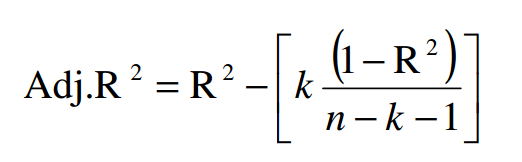 Adj.R² = R² − [k (1 − R²) / (n − k − 1)]